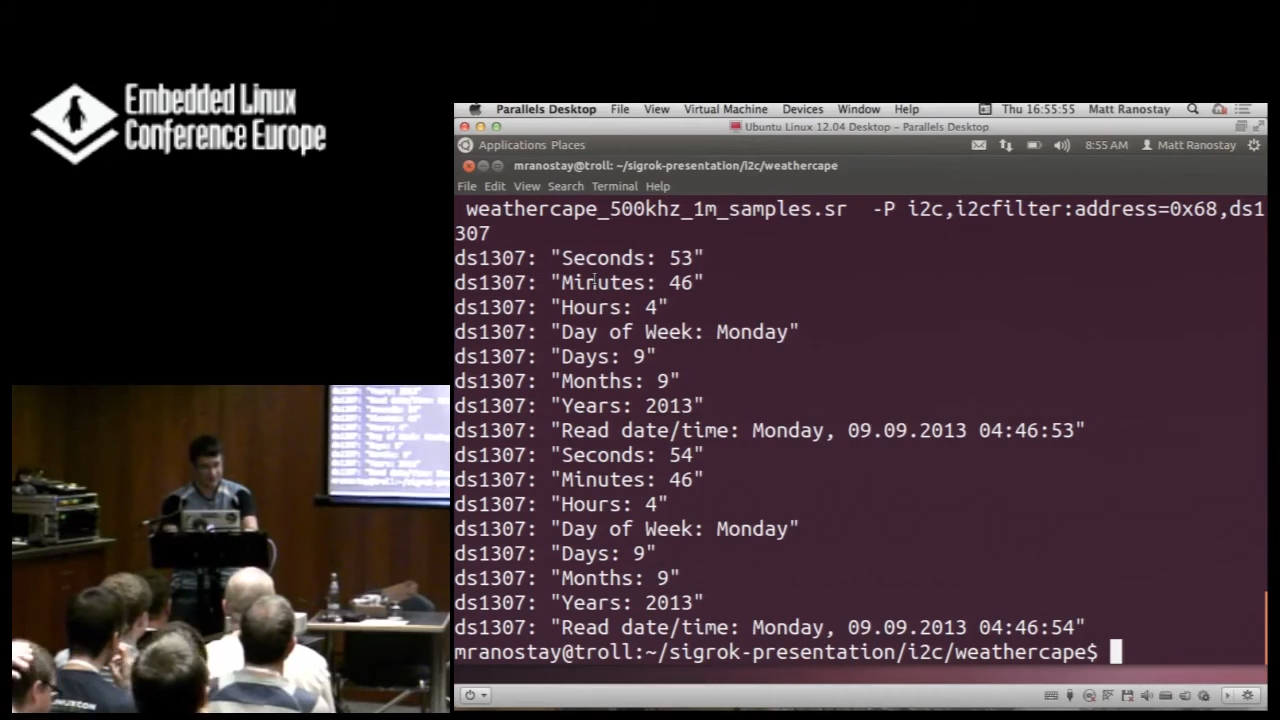 Embedded Linux
Conference Europe
Parallels Desktop File View Virtual Machine Devices Window Help Thu 16:55:55 Matt Ranostay
Ubuntu Linux 12.04 Desktop – Parallels Desktop
Applications Places 8:55 AM Matt Ranostay
mranostay@troll: ~/sigrok-presentation/i2c/weathercape
File Edit View Search Terminal Help
weathercape_500khz_1m_samples.sr -P i2c,i2cfilter:address=0x68,ds1
307
ds1307: "Seconds: 53"
ds1307: "Minutes: 46"
ds1307: "Hours: 4"
ds1307: "Day of Week: Monday"
ds1307: "Days: 9"
ds1307: "Months: 9"
ds1307: "Years: 2013"
ds1307: "Read date/time: Monday, 09.09.2013 04:46:53"
ds1307: "Seconds: 54"
ds1307: "Minutes: 46"
ds1307: "Hours: 4"
ds1307: "Day of Week: Monday"
ds1307: "Days: 9"
ds1307: "Months: 9"
ds1307: "Years: 2013"
ds1307: "Read date/time: Monday, 09.09.2013 04:46:54"
mranostay@troll:~/sigrok-presentation/i2c/weathercape$